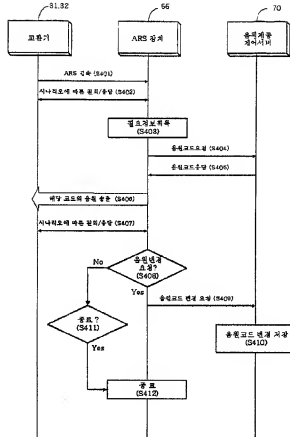 31,32
56
70
교환기
ARS 장치
음원제공
제어서버
ARS 접속 (S401)
시나리오에 따른 질의/응답 (S402)
필요정보획득
(S403)
음원코드요청 (S404)
음원코드응답 (S405)
해당 코드의 음원 송출 (S406)
시나리오에 따른 질의/응답 (S407)
음원변경
요청?
(S408)
No
Yes
음원코드 변경 요청 (S409)
종료?
(S411)
음원코드 변경 저장
(S410)
Yes
종료
(S412)